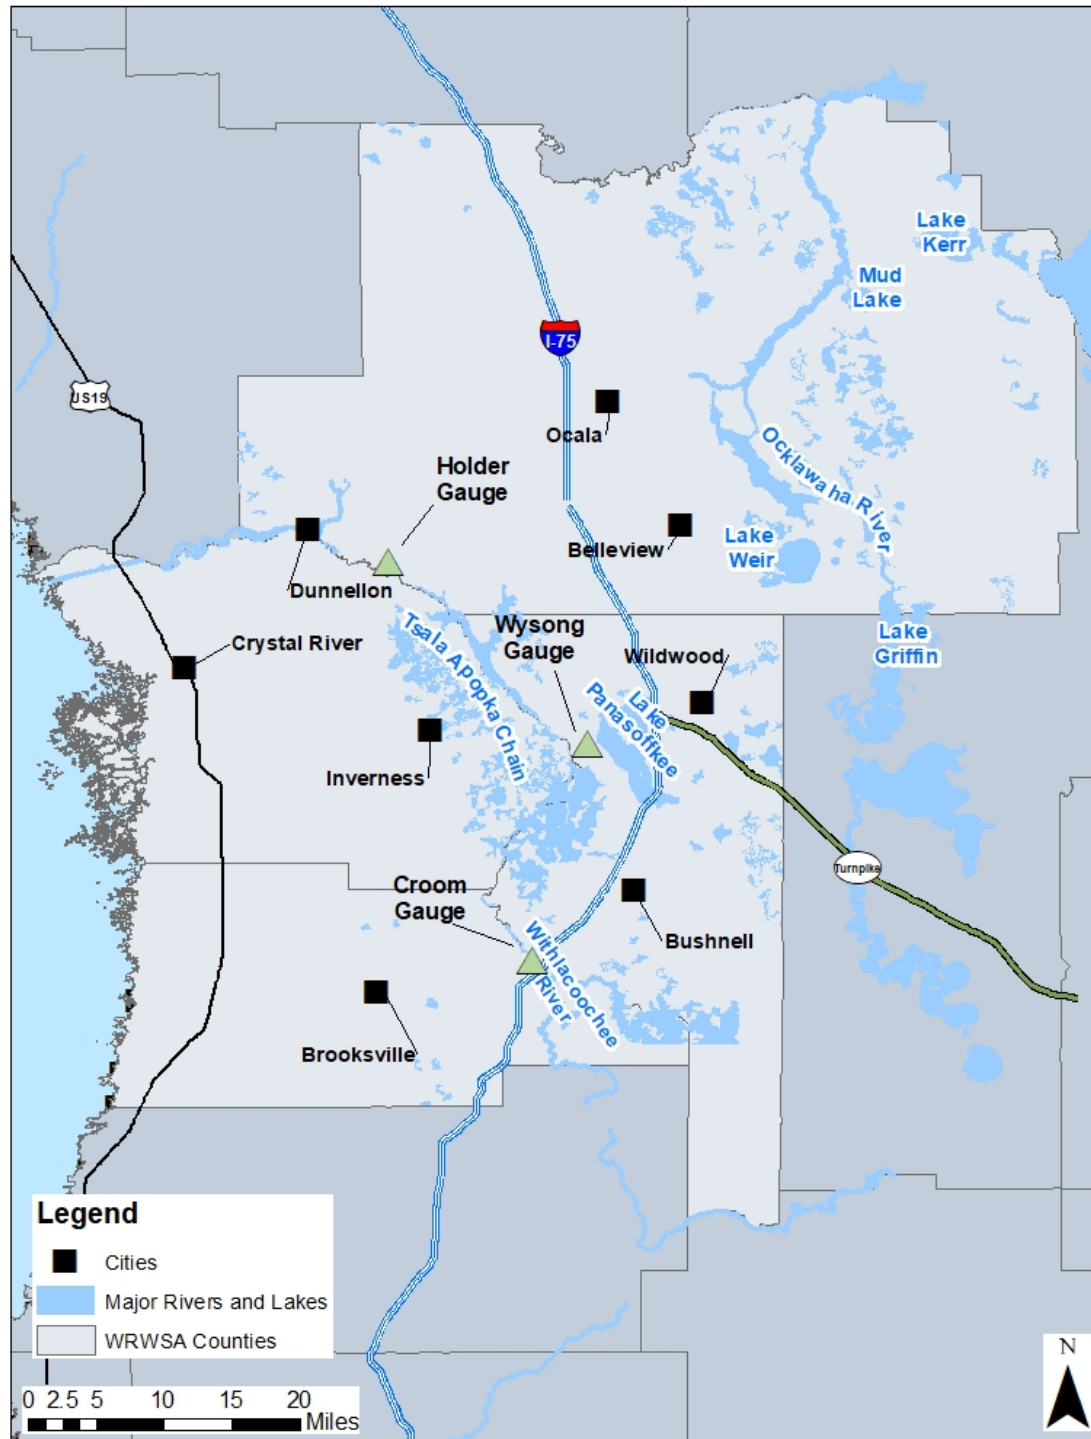 Lake
Kerr
Mud
Lake
I-75
US19
Ocala
Ocklawaha River
Holder
Gauge
Belleview
Lake
Weir
Dunnellon
Tsala Apopka Chain
Wysong
Gauge
Lake
Griffin
Crystal River
Wildwood
Lake
Panasoffkee
Inverness
Turnpike
Croom
Gauge
Bushnell
Withlacoochee
River
Brooksville
Legend
Cities
Major Rivers and Lakes
WRWSA Counties
N
0 2.5 5 10 15 20
Miles